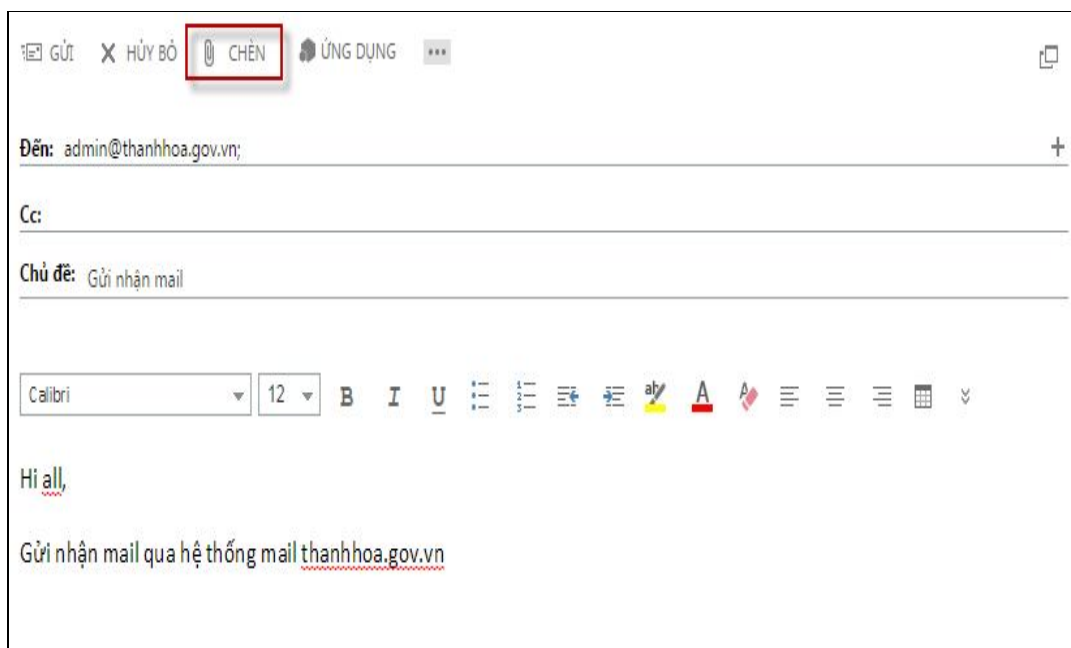 GỬI HỦY BỎ CHÈN ỨNG DỤNG ...
Đến: admin@thanhhoa.gov.vn;
Cc:
Chủ đề: Gửi nhận mail
Calibri 12 B I U
Hi all,
Gửi nhận mail qua hệ thống mail thanhhoa.gov.vn